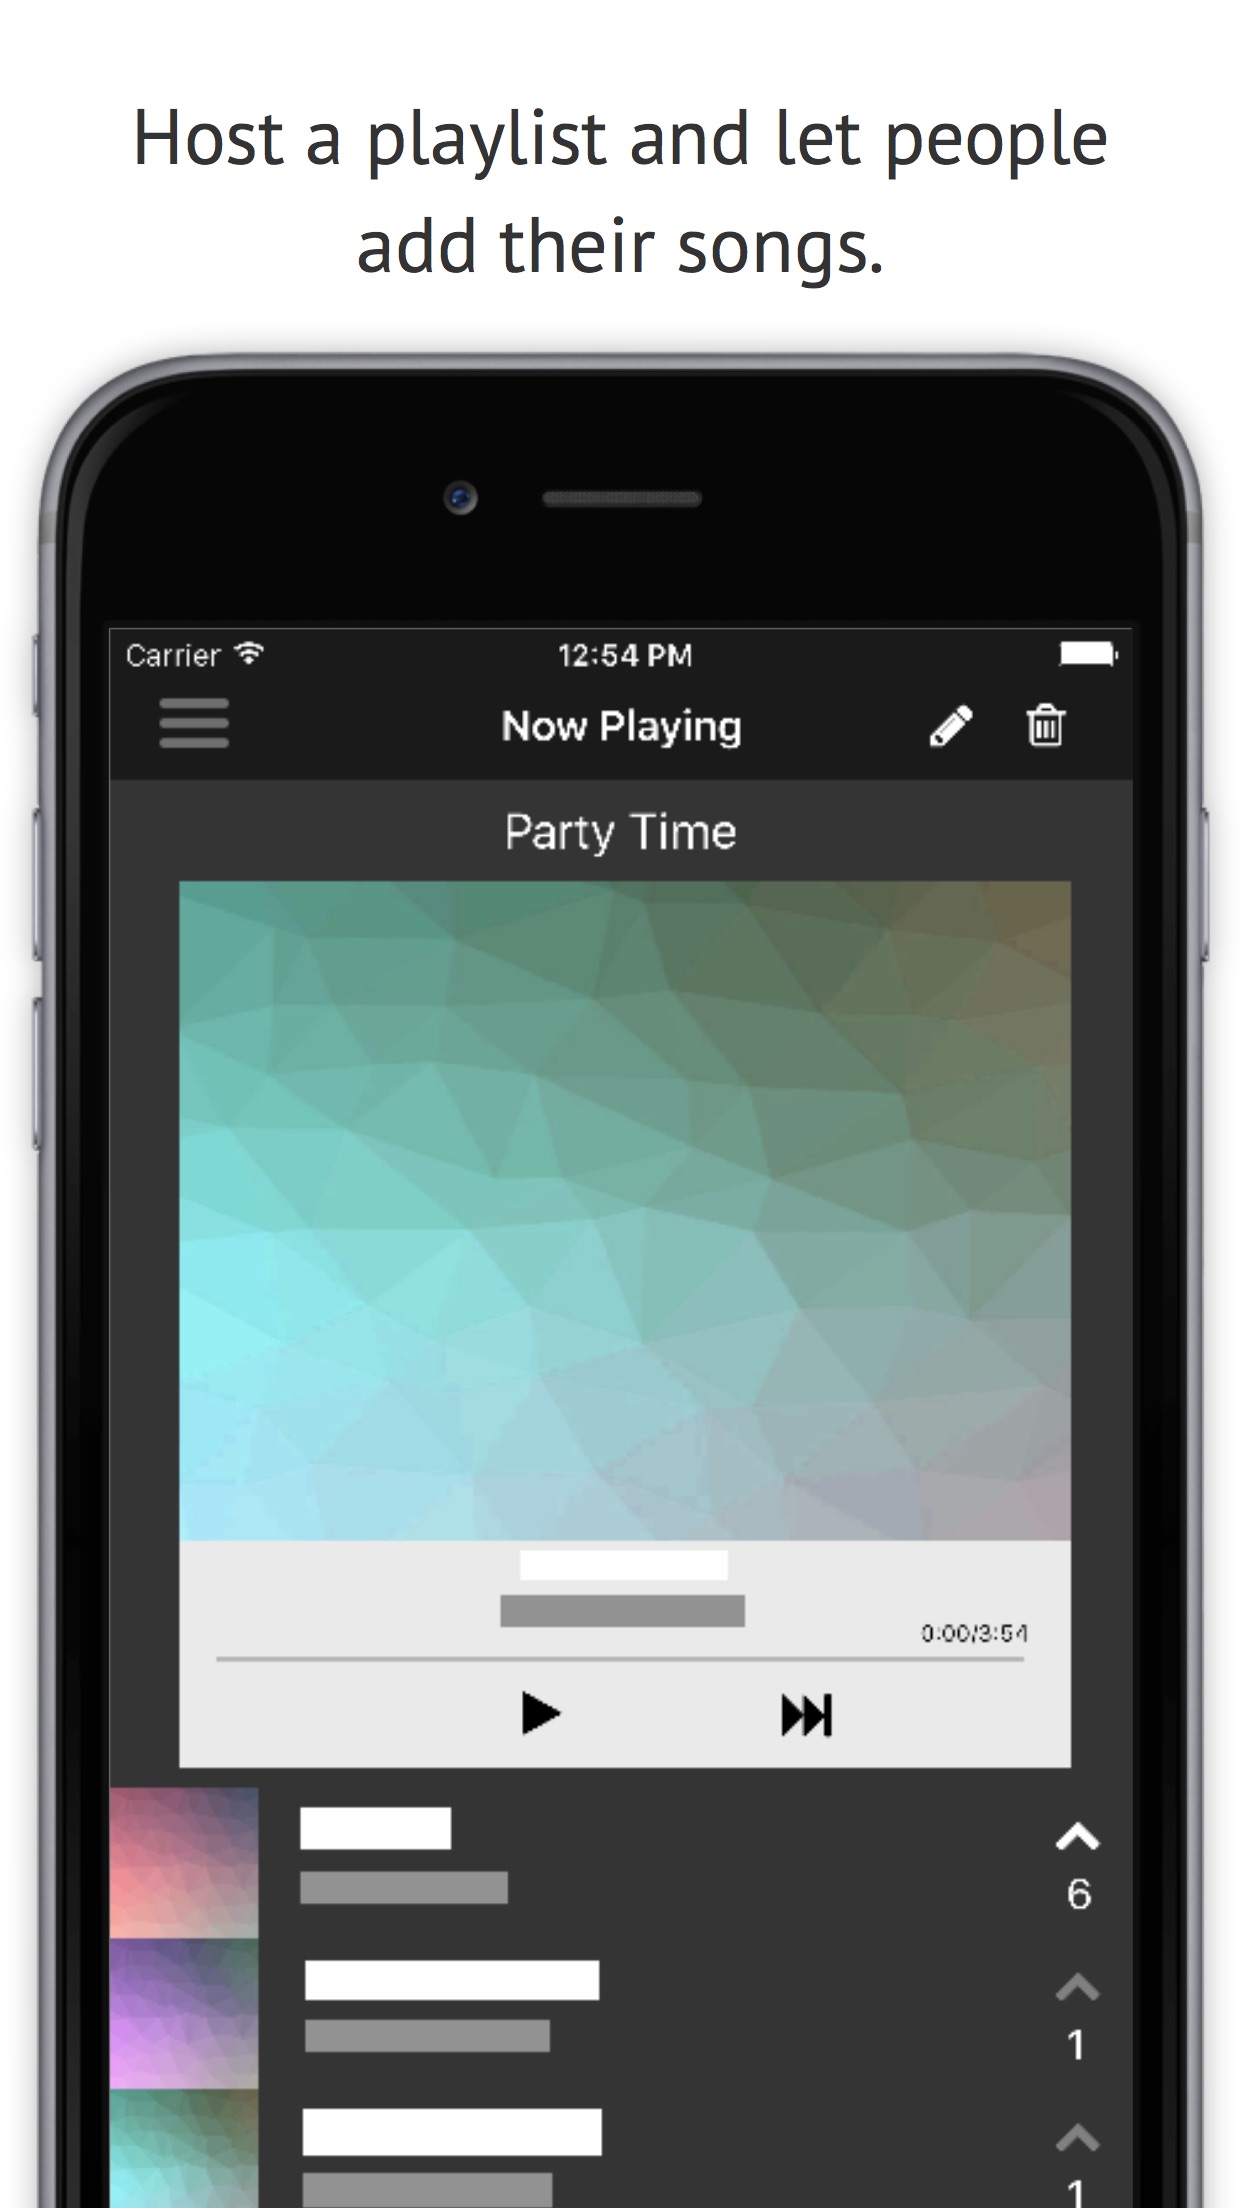 Host a playlist and let people
add their songs.
Carrier 12:54 PM
Now Playing
Party Time
0:00/3:54
6
1
1